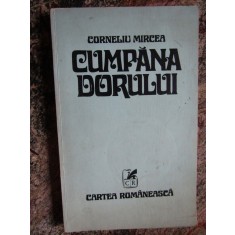 CORNELIU MIRCEA
CUMPĂNA
DORULUI
C R
CARTEA ROMÂNEASCĂ